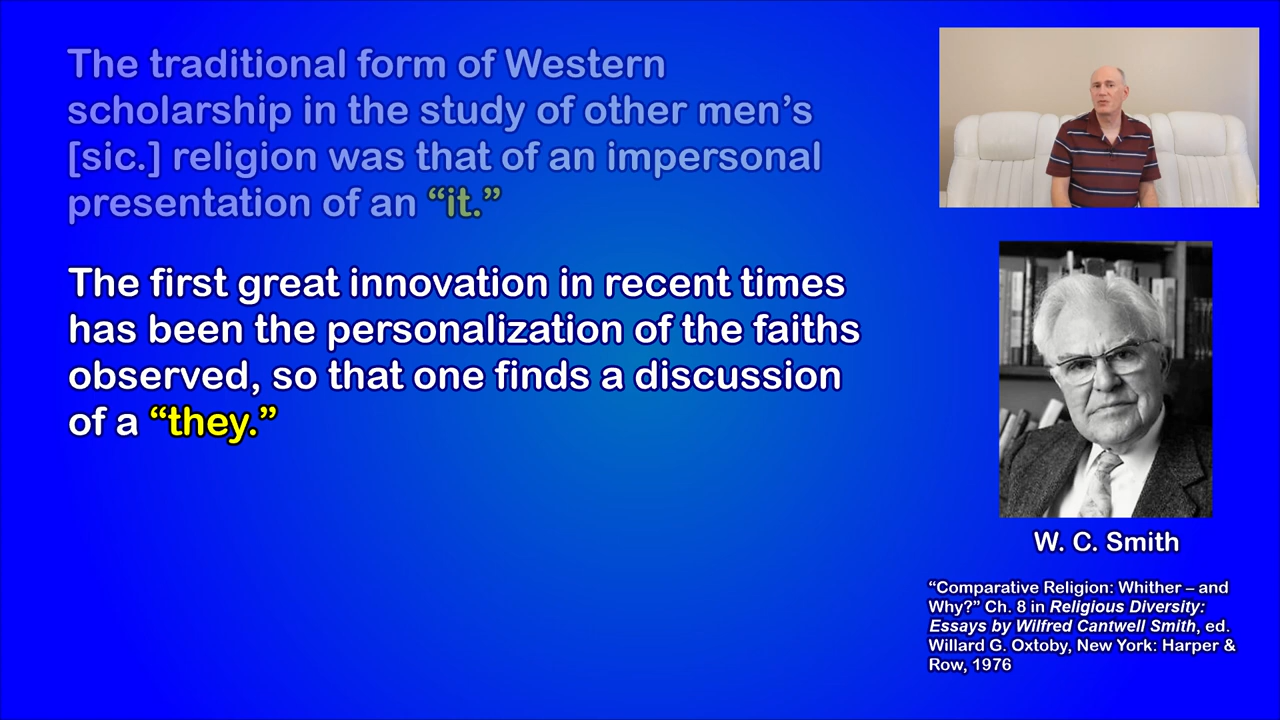 The traditional form of Western
scholarship in the study of other men’s
[sic.] religion was that of an impersonal
presentation of an “it.”
The first great innovation in recent times
has been the personalization of the faiths
observed, so that one finds a discussion
of a “they.”
W. C. Smith
“Comparative Religion: Whither – and
Why?” Ch. 8 in Religious Diversity:
Essays by Wilfred Cantwell Smith, ed.
Willard G. Oxtoby, New York: Harper &
Row, 1976